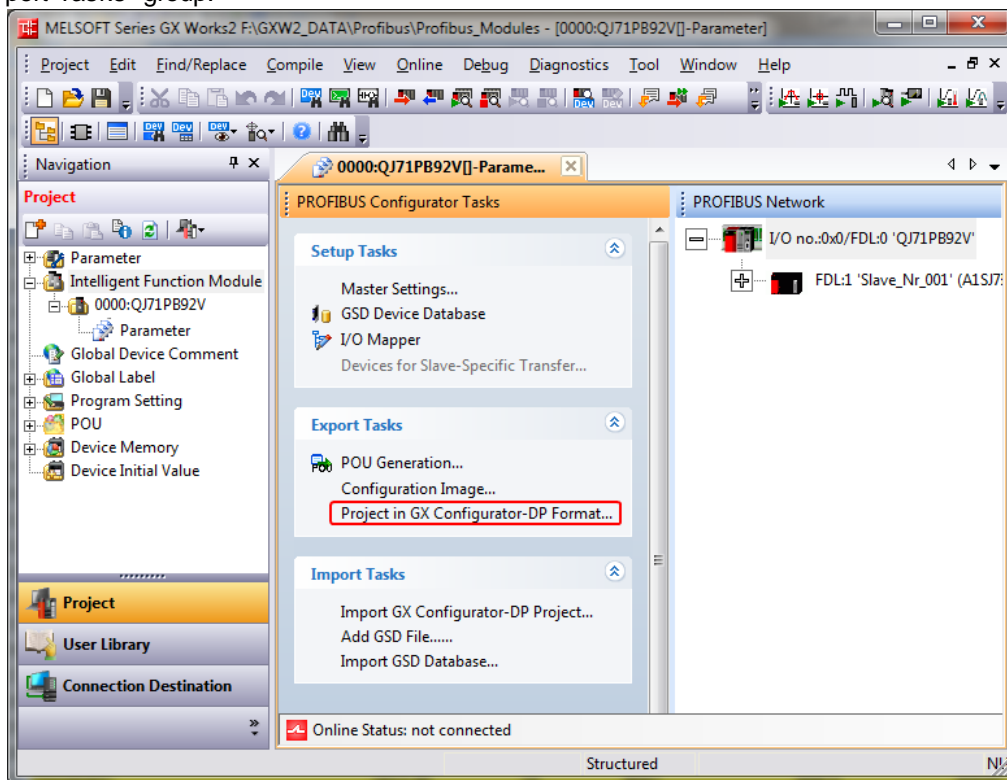 port Tasks" group.
MELSOFT Series GX Works2 F:\GXW2_DATA\Profibus\Profibus_Modules - [0000:QJ71PB92V[]-Parameter]
Project Edit Find/Replace Compile View Online Debug Diagnostics Tool Window Help
Navigation
0000:QJ71PB92V[]-Parame...
Project
Parameter
Intelligent Function Module
0000:QJ71PB92V
Parameter
Global Device Comment
Global Label
Program Setting
POU
Device Memory
Device Initial Value
Project
User Library
Connection Destination
PROFIBUS Configurator Tasks
Setup Tasks
Master Settings...
GSD Device Database
I/O Mapper
Devices for Slave-Specific Transfer...
Export Tasks
POU Generation...
Configuration Image...
Project in GX Configurator-DP Format...
Import Tasks
Import GX Configurator-DP Project...
Add GSD File......
Import GSD Database...
PROFIBUS Network
I/O no.:0x0/FDL:0 'QJ71PB92V'
FDL:1 'Slave_Nr_001' (A1SJ7
Online Status: not connected
Structured